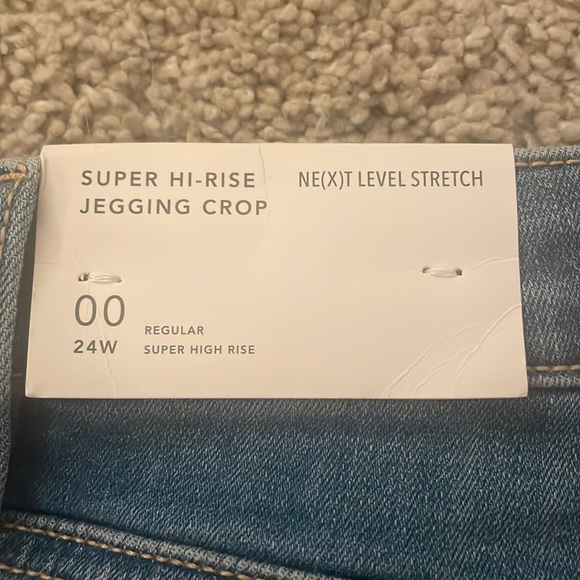 SUPER HI-RISE NE(X)T LEVEL STRETCH
JEGGING CROP
00
REGULAR
24W SUPER HIGH RISE